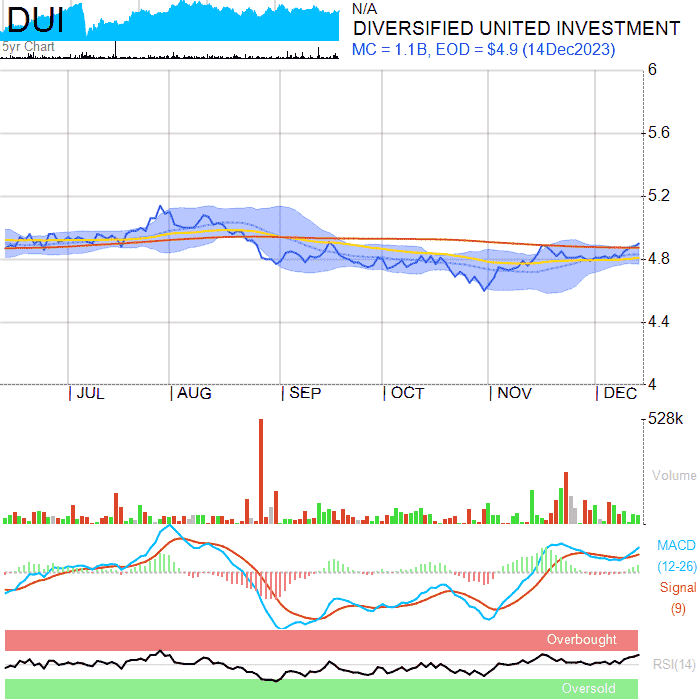 DUI
5yr Chart
N/A
DIVERSIFIED UNITED INVESTMENT
MC = 1.1B, EOD = $4.9 (14Dec2023)
6
5.6
5.2
4.8
4.4
4
JUL AUG SEP OCT NOV DEC
528k
Volume
MACD
(12-26)
Signal
(9)
Overbought
RSI(14)
Oversold